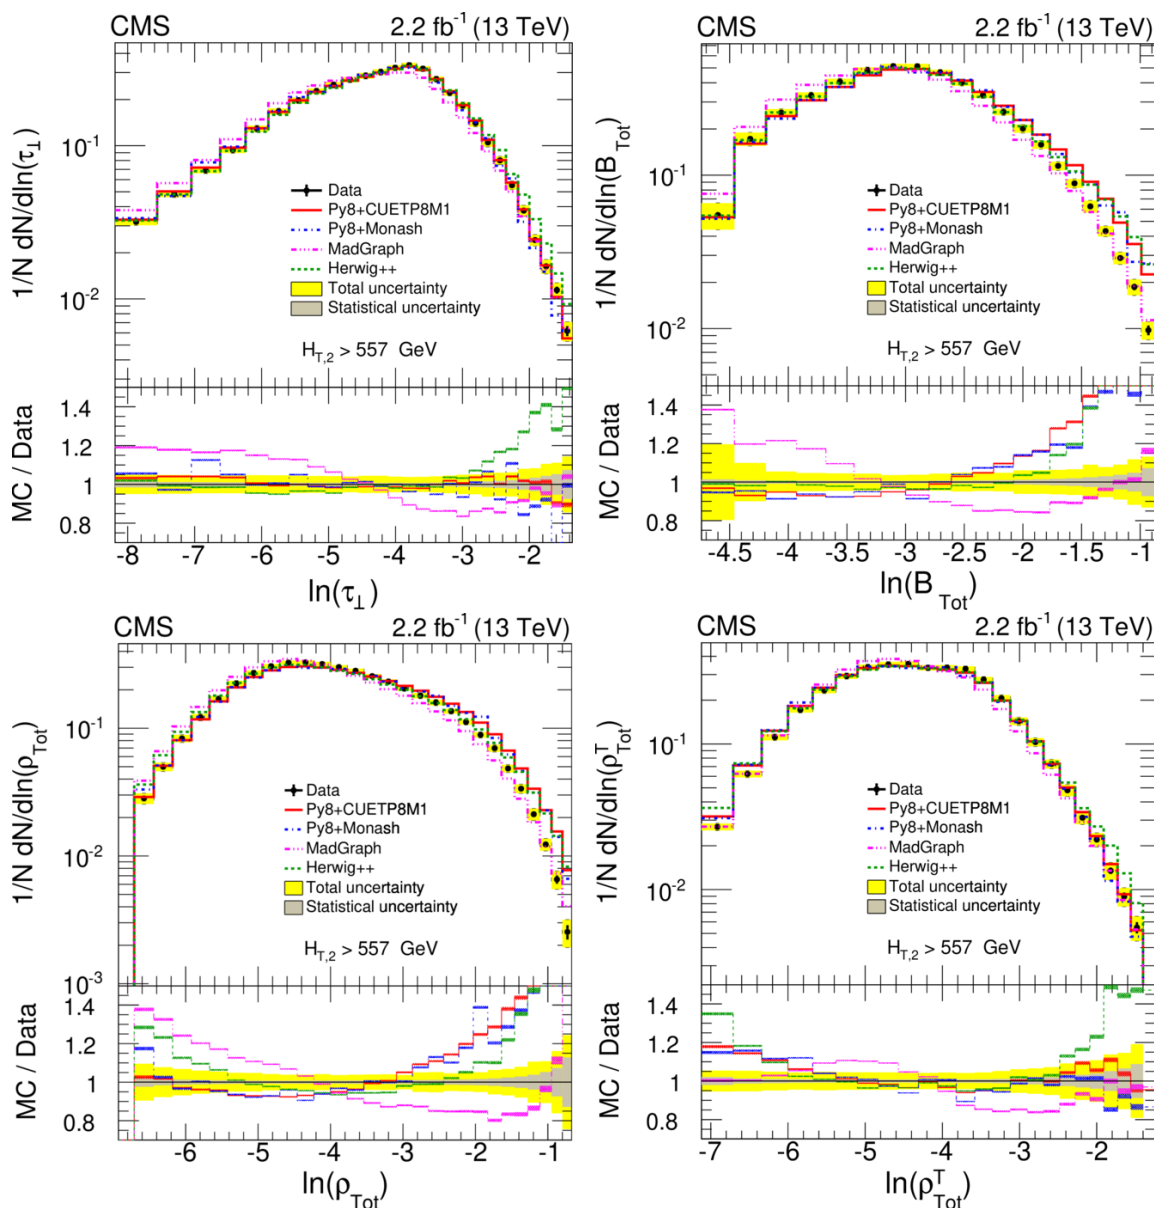 CMS 2.2 fb⁻¹ (13 TeV)
1/N dN/dln(τ⊥)
10⁻¹
10⁻²
Data
Py8+CUETP8M1
Py8+Monash
MadGraph
Herwig++
Total uncertainty
Statistical uncertainty
H_T,2 > 557 GeV
MC / Data
1.4
1.2
1
0.8
-8 -7 -6 -5 -4 -3 -2
ln(τ⊥)
CMS 2.2 fb⁻¹ (13 TeV)
1/N dN/dln(B_Tot)
10⁻¹
10⁻²
Data
Py8+CUETP8M1
Py8+Monash
MadGraph
Herwig++
Total uncertainty
Statistical uncertainty
H_T,2 > 557 GeV
MC / Data
1.4
1.2
1
0.8
-4.5 -4 -3.5 -3 -2.5 -2 -1.5 -1
ln(B_Tot)
CMS 2.2 fb⁻¹ (13 TeV)
1/N dN/dln(ρ_Tot)
10⁻¹
10⁻²
10⁻³
Data
Py8+CUETP8M1
Py8+Monash
MadGraph
Herwig++
Total uncertainty
Statistical uncertainty
H_T,2 > 557 GeV
MC / Data
1.4
1.2
1
0.8
-6 -5 -4 -3 -2 -1
ln(ρ_Tot)
CMS 2.2 fb⁻¹ (13 TeV)
1/N dN/dln(ρ^T_Tot)
10⁻¹
10⁻²
Data
Py8+CUETP8M1
Py8+Monash
MadGraph
Herwig++
Total uncertainty
Statistical uncertainty
H_T,2 > 557 GeV
MC / Data
1.4
1.2
1
0.8
-7 -6 -5 -4 -3 -2
ln(ρ^T_Tot)